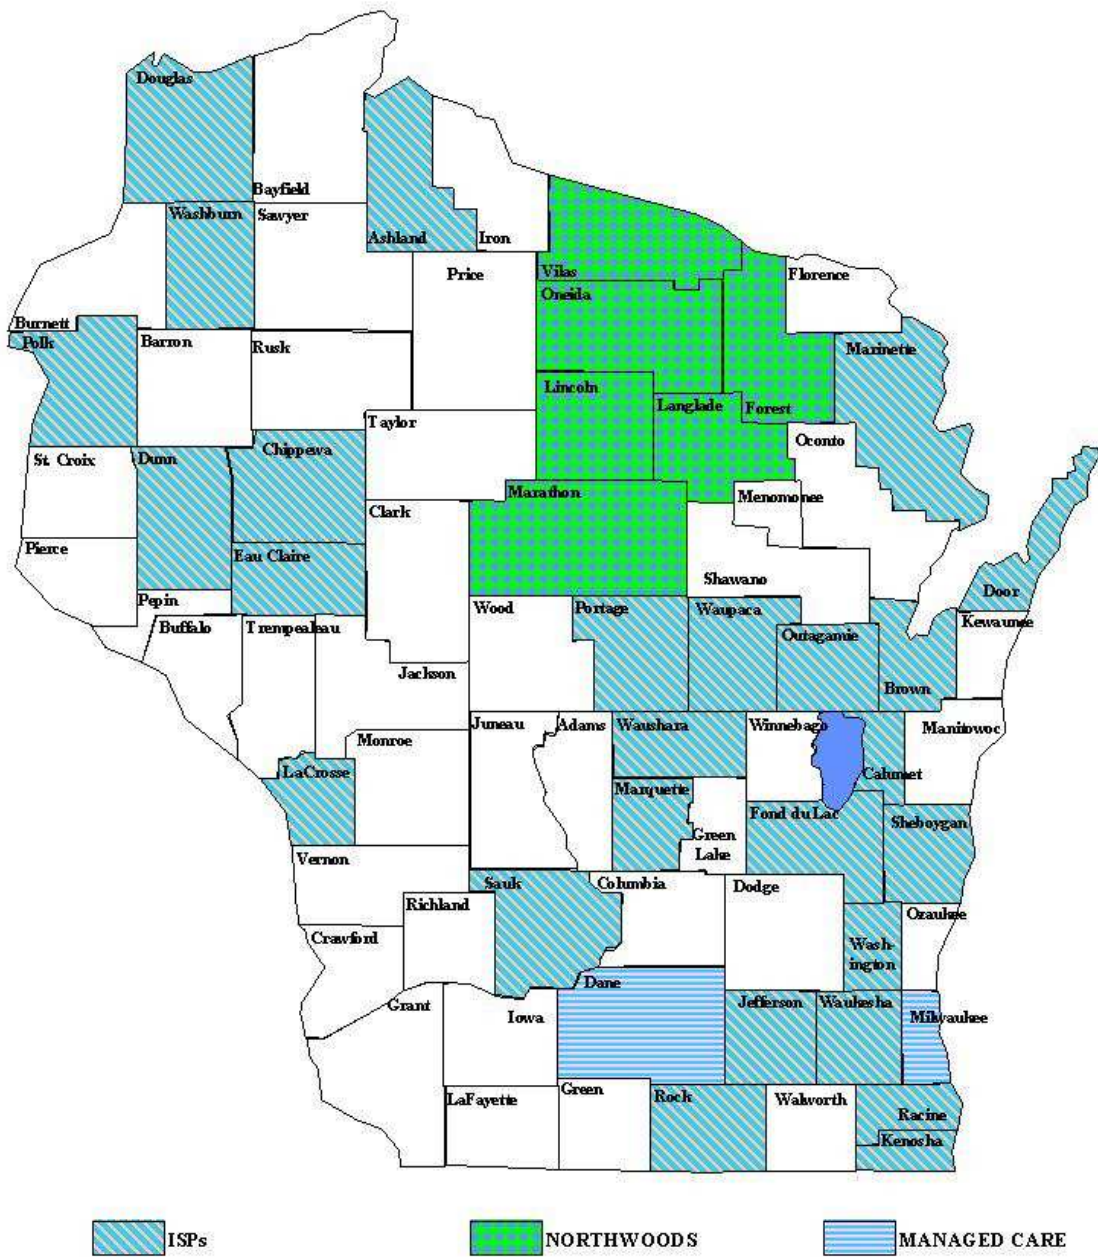 Douglas
Bayfield
Washburn
Sawyer
Ashland
Iron
Price
Vilas
Florence
Oneida
Burnett
Polk
Barron
Rusk
Marinette
Lincoln
Langlade
Forest
Taylor
Oconto
St. Croix
Dunn
Chippewa
Marathon
Menomonee
Clark
Pierce
Eau Claire
Shawano
Door
Pepin
Wood
Portage
Waupaca
Kewaunee
Buffalo
Trempealeau
Outagamie
Jackson
Brown
Juneau
Adams
Waushara
Winnebago
Manitowoc
Monroe
LaCrosse
Calumet
Marquette
Fond du Lac
Sheboygan
Green
Lake
Vernon
Sauk
Columbia
Dodge
Richland
Ozaukee
Crawford
Wash-
ington
Dane
Grant
Iowa
Jefferson
Waukesha
Milwaukee
LaFayette
Green
Rock
Walworth
Racine
Kenosha
ISPs
NORTHWOODS
MANAGED CARE